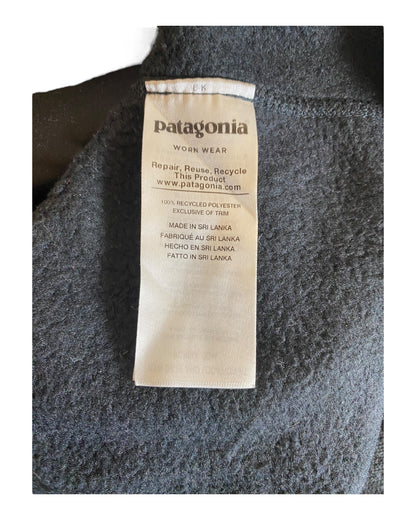 patagonia
WORN WEAR
Repair, Reuse, Recycle
This Product
www.patagonia.com
100% RECYCLED POLYESTER
EXCLUSIVE OF TRIM
MADE IN SRI LANKA
FABRIQUÉ AU SRI LANKA
HECHO EN SRI LANKA
FATTO IN SRI LANKA